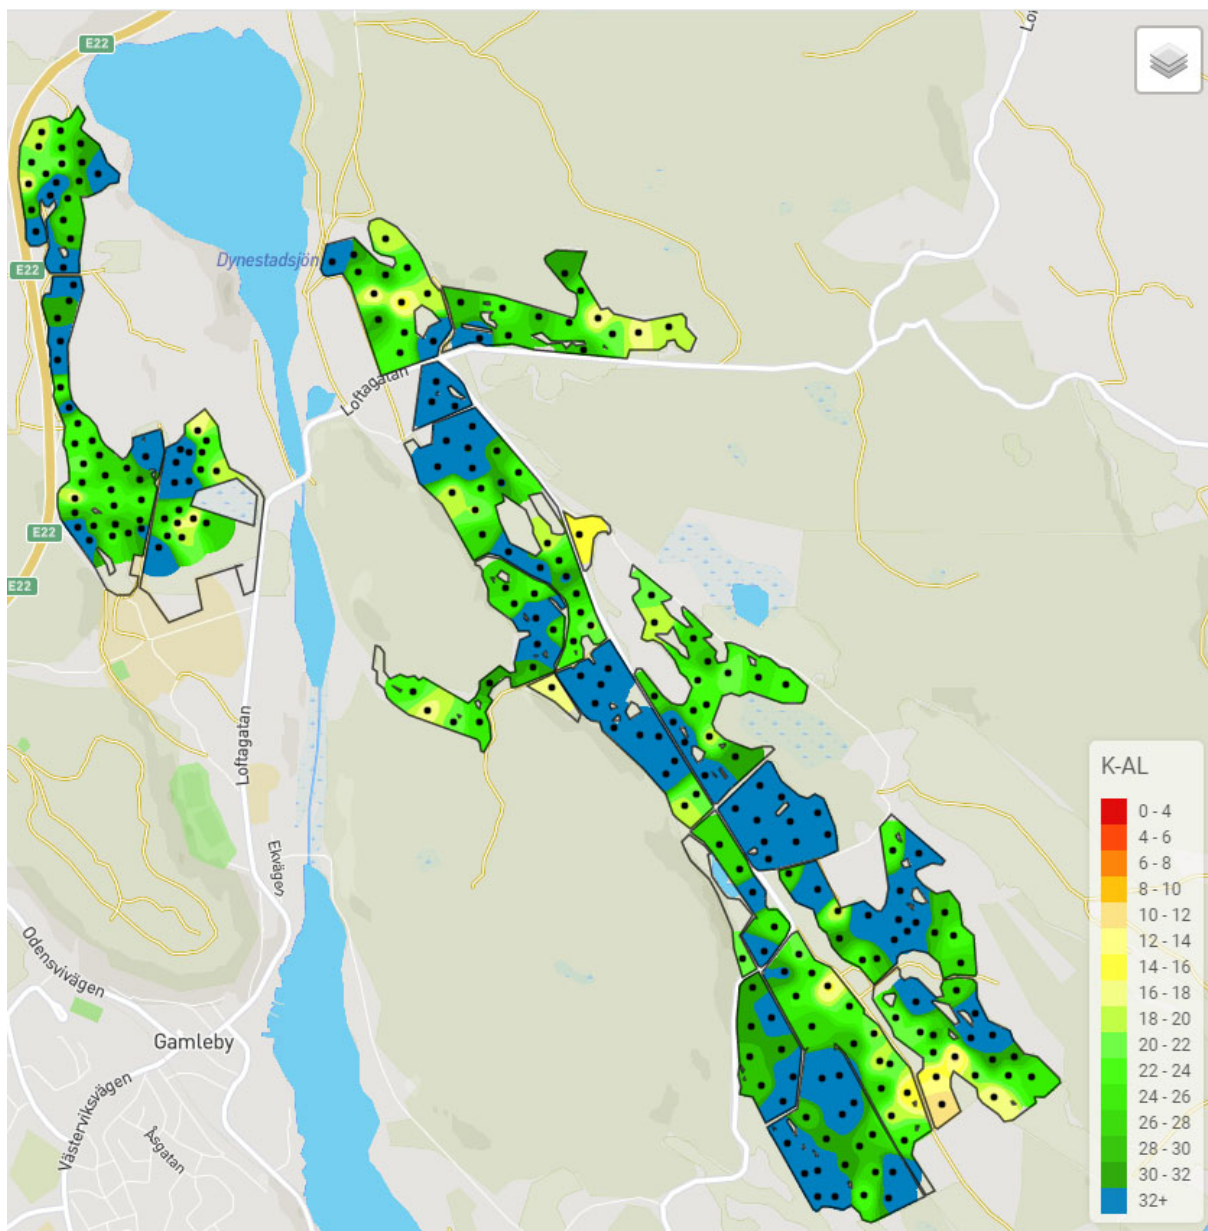 E22
Lof
Dynestadsjön
E22
Loftagatan
E22
E22
Loftagatan
Ekvägen
Odensvivägen
Gamleby
Västerviksvägen
Åsgatan
K-AL
0 - 4
4 - 6
6 - 8
8 - 10
10 - 12
12 - 14
14 - 16
16 - 18
18 - 20
20 - 22
22 - 24
24 - 26
26 - 28
28 - 30
30 - 32
32+